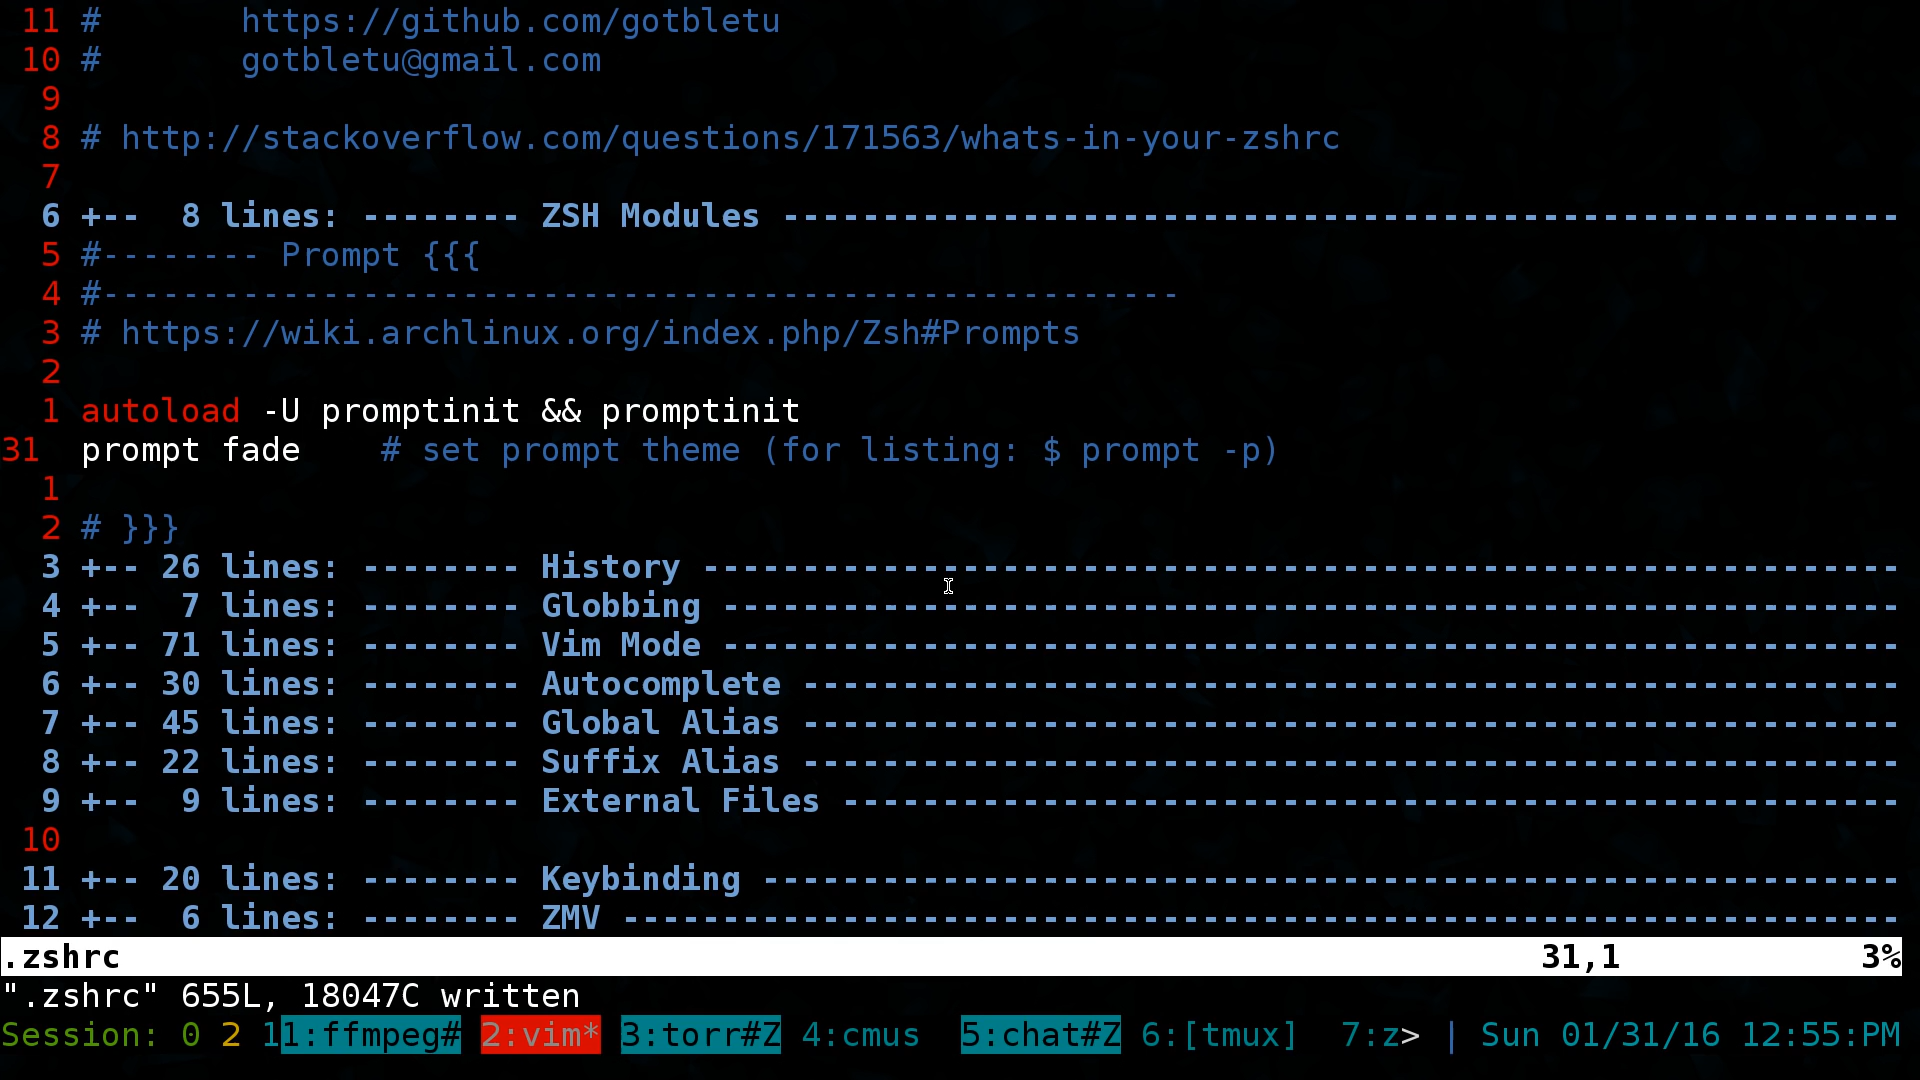 11 #       https://github.com/gotbletu
10 #       gotbletu@gmail.com
9
8 # http://stackoverflow.com/questions/171563/whats-in-your-zshrc
7
6 +--  8 lines: -------- ZSH Modules --------------------------------------------------------
5 #-------- Prompt {{{
4 #------------------------------------------------------
3 # https://wiki.archlinux.org/index.php/Zsh#Prompts
2
1 autoload -U promptinit && promptinit
31  prompt fade    # set prompt theme (for listing: $ prompt -p)
1
2 # }}}
3 +-- 26 lines: -------- History ------------------------------------------------------------
4 +--  7 lines: -------- Globbing -----------------------------------------------------------
5 +-- 71 lines: -------- Vim Mode -----------------------------------------------------------
6 +-- 30 lines: -------- Autocomplete -------------------------------------------------------
7 +-- 45 lines: -------- Global Alias -------------------------------------------------------
8 +-- 22 lines: -------- Suffix Alias -------------------------------------------------------
9 +--  9 lines: -------- External Files -----------------------------------------------------
10
11 +-- 20 lines: -------- Keybinding ---------------------------------------------------------
12 +--  6 lines: -------- ZMV ----------------------------------------------------------------
.zshrc 31,1 3%
".zshrc" 655L, 18047C written
Session: 0 2 11:ffmpeg# 2:vim* 3:torr#Z 4:cmus  5:chat#Z 6:[tmux]  7:z> | Sun 01/31/16 12:55:PM